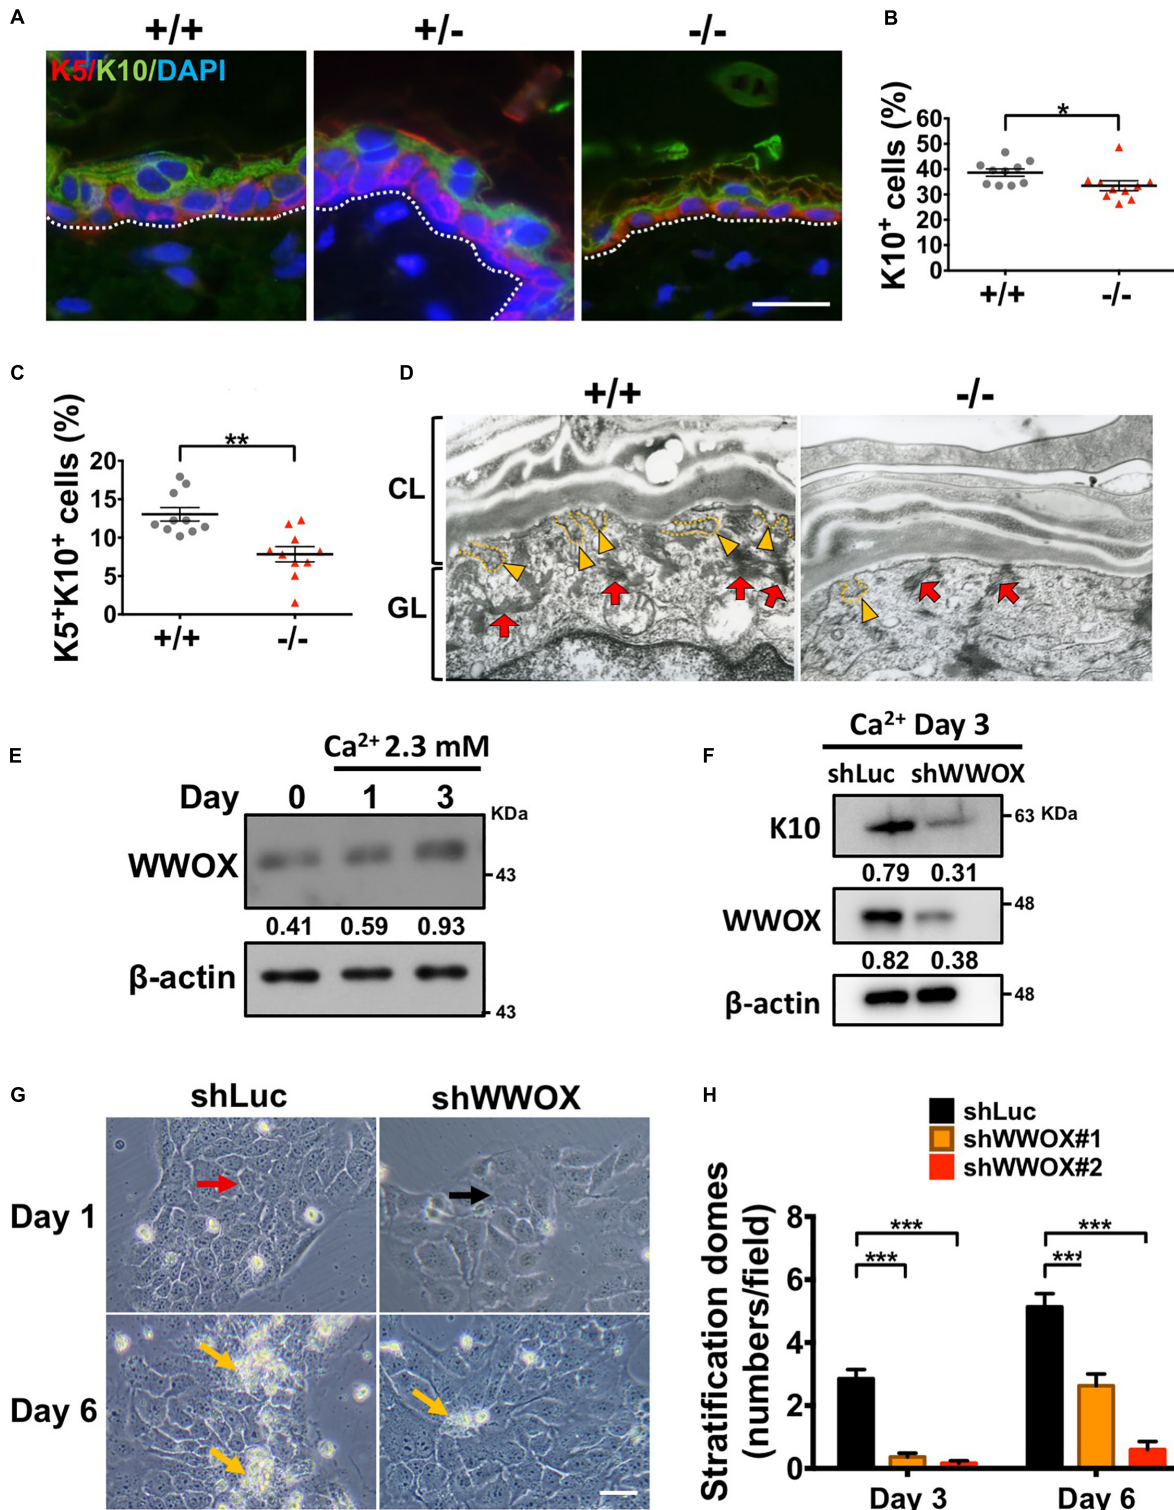 A
+/+
+/-
-/-
K5/K10/DAPI
B
K10+ cells (%)
60
50
40
30
20
10
0
*
+/+
-/-
C
K5+K10+ cells (%)
20
15
10
5
0
**
+/+
-/-
D
+/+
-/-
CL
GL
E
Ca2+ 2.3 mM
Day 0 1 3
KDa
WWOX
43
0.41 0.59 0.93
β-actin
43
F
Ca2+ Day 3
shLuc shWWOX
K10
63 KDa
0.79 0.31
WWOX
48
0.82 0.38
β-actin
48
G
shLuc
shWWOX
Day 1
Day 6
H
shLuc
shWWOX#1
shWWOX#2
Stratification domes
(numbers/field)
8
6
4
2
0
***
***
***
***
Day 3
Day 6